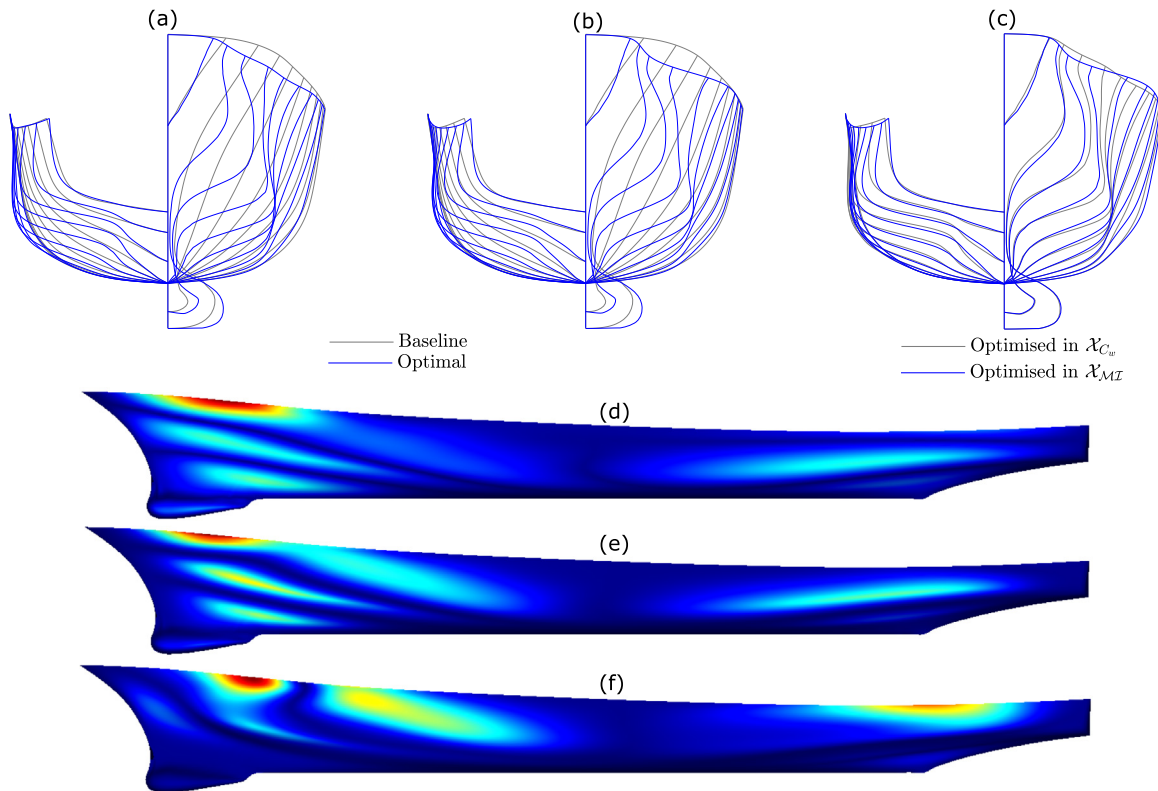 (a) (b) (c)
Baseline
Optimal
Optimised in 𝒳_{C_w}
Optimised in 𝒳_{ℳℐ}
(d)
(e)
(f)